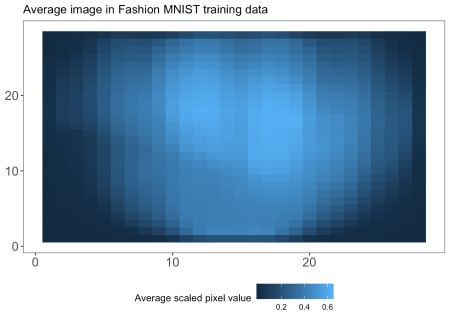 Average image in Fashion MNIST training data
20
10
0
0 10 20
Average scaled pixel value
0.2 0.4 0.6